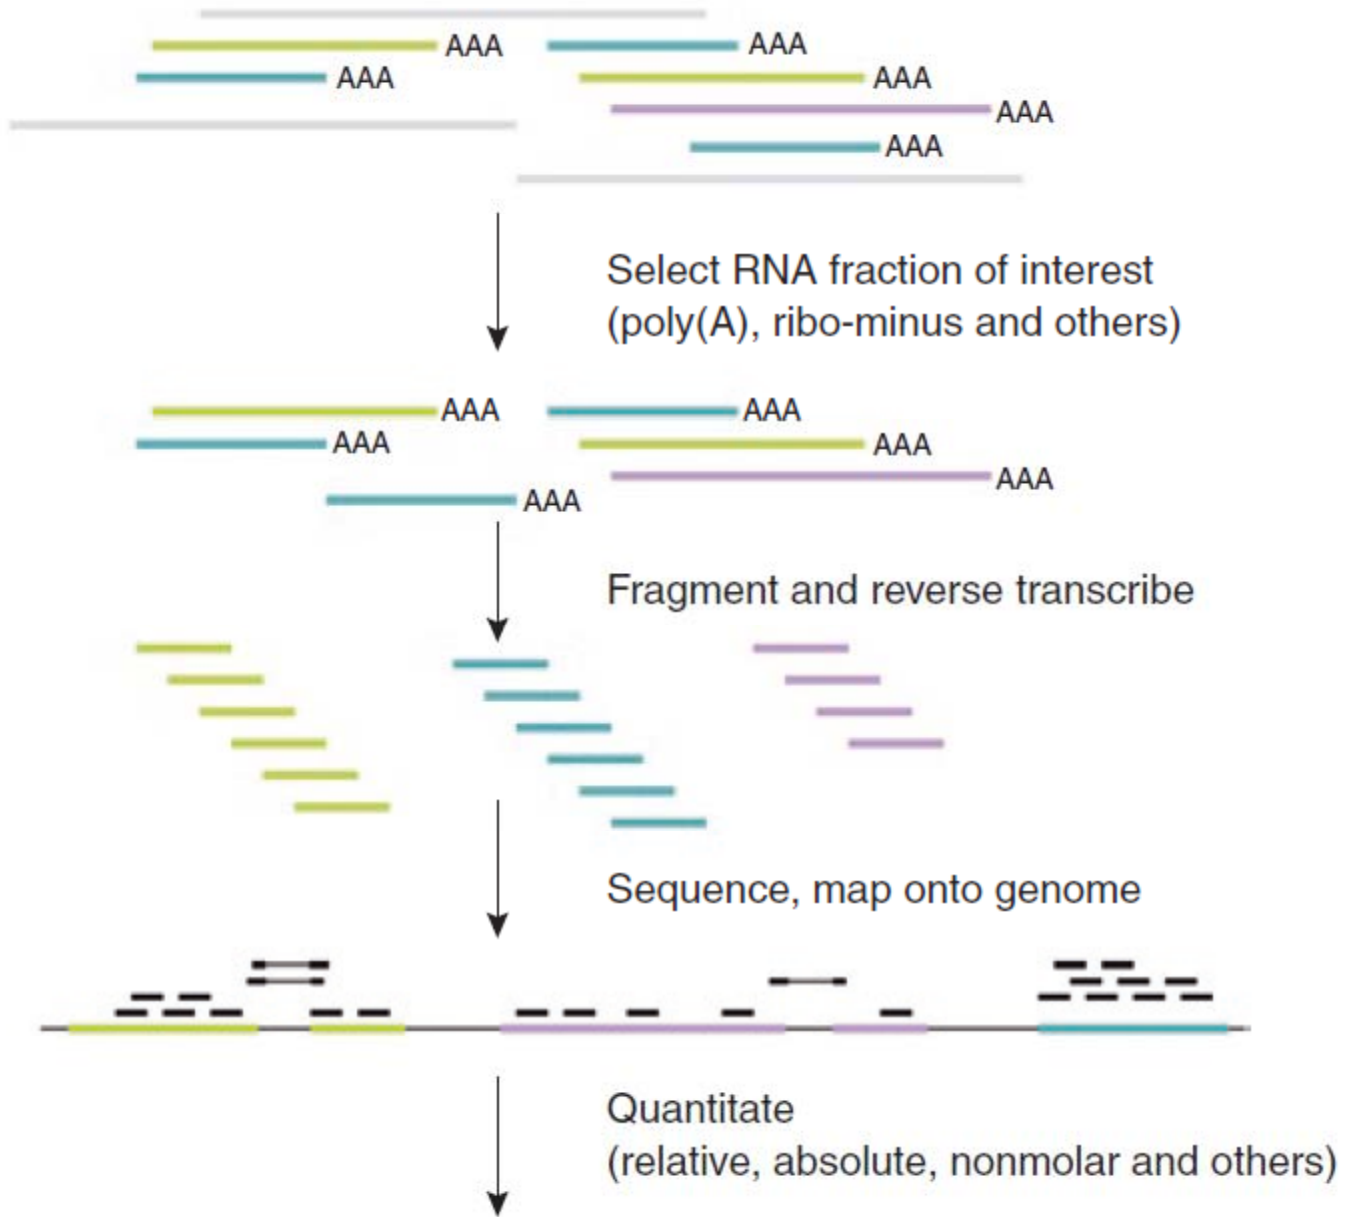 AAA
AAA
AAA
AAA
AAA
AAA
Select RNA fraction of interest
(poly(A), ribo-minus and others)
AAA
AAA
AAA
AAA
AAA
AAA
Fragment and reverse transcribe
Sequence, map onto genome
Quantitate
(relative, absolute, nonmolar and others)